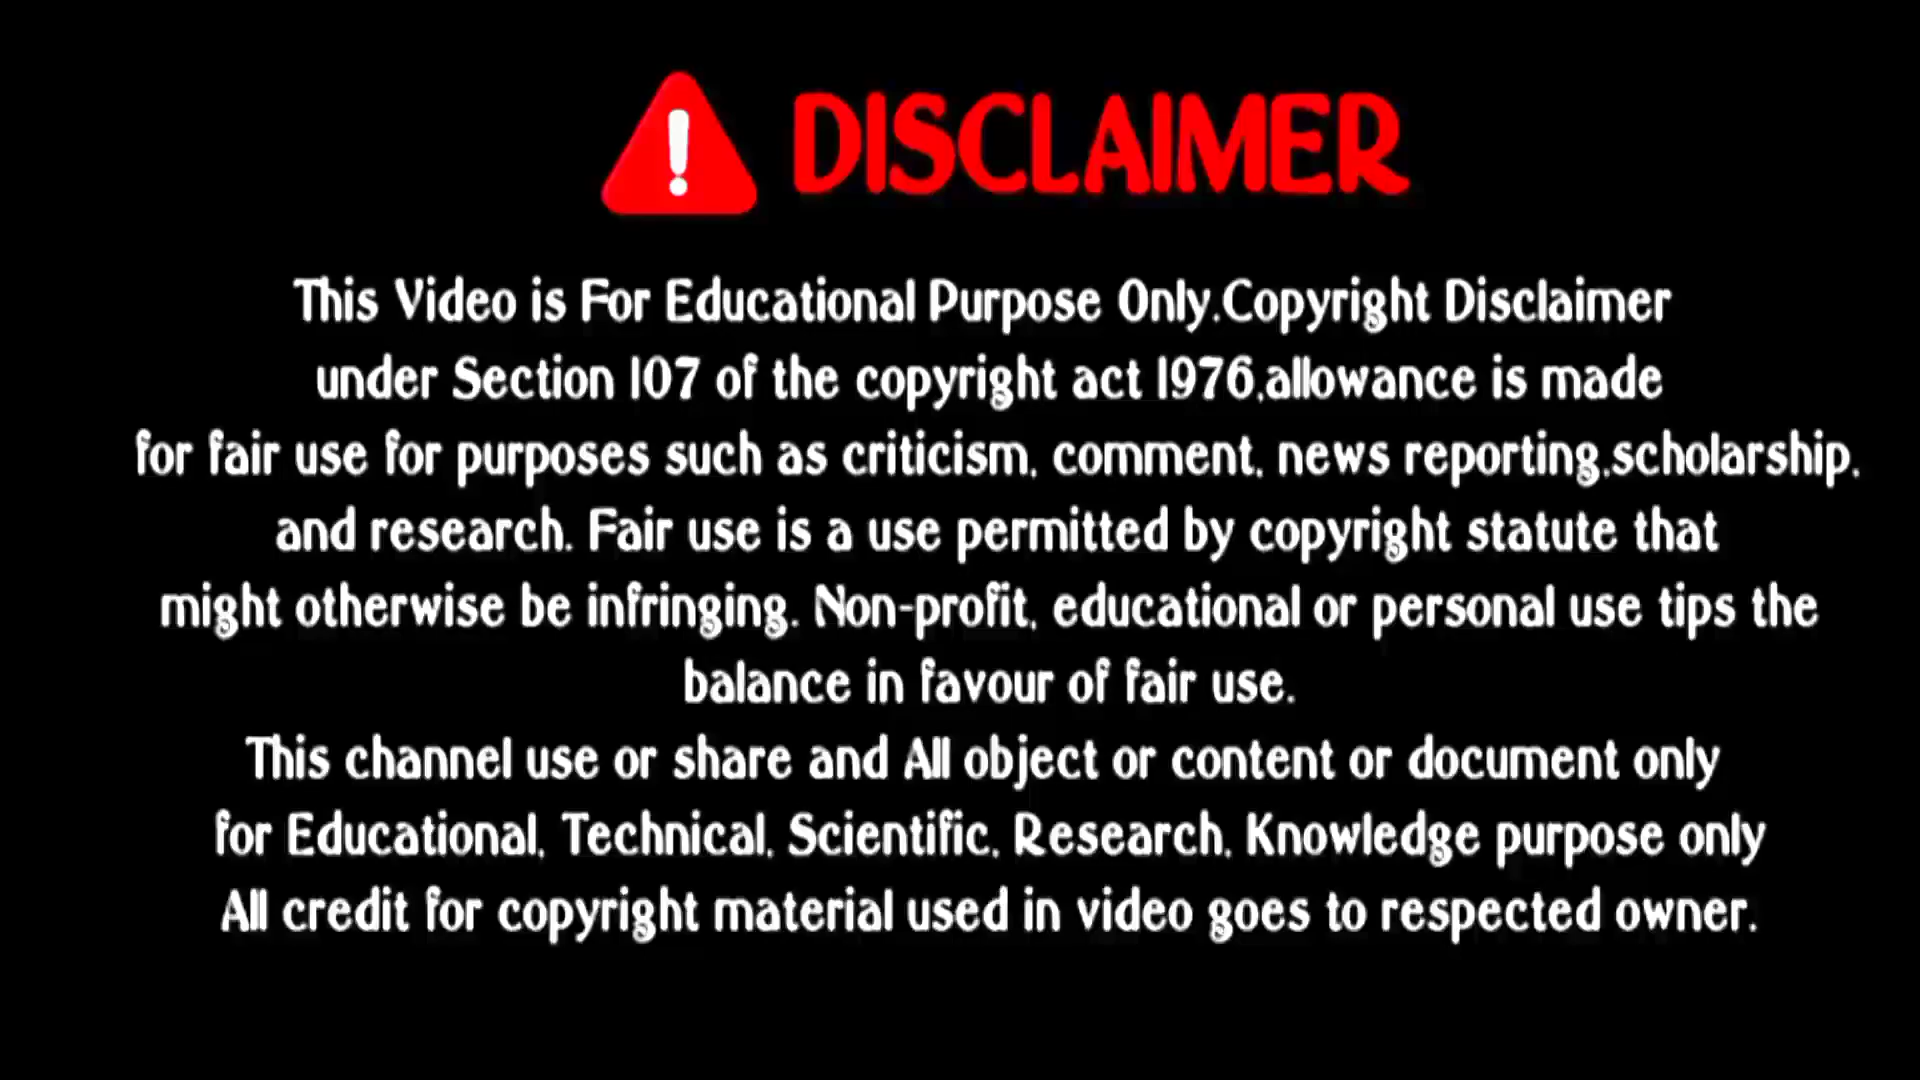 DISCLAIMER
This Video is For Educational Purpose Only.Copyright Disclaimer
under Section 107 of the copyright act 1976,allowance is made
for fair use for purposes such as criticism, comment, news reporting,scholarship,
and research. Fair use is a use permitted by copyright statute that
might otherwise be infringing. Non-profit, educational or personal use tips the
balance in favour of fair use.
This channel use or share and All object or content or document only
for Educational, Technical, Scientific, Research, Knowledge purpose only
All credit for copyright material used in video goes to respected owner.